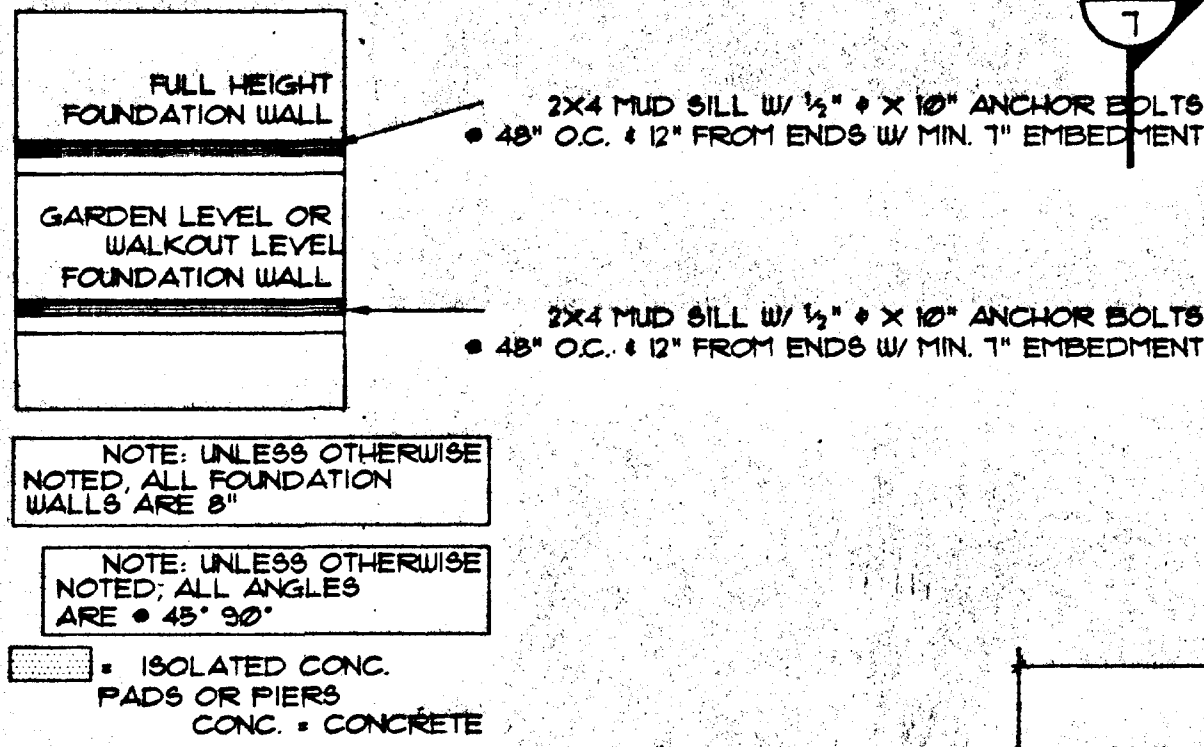 7
FULL HEIGHT
FOUNDATION WALL
2X4 MUD SILL W/ ½" ϕ X 10" ANCHOR BOLTS
@ 48" O.C. & 12" FROM ENDS W/ MIN. 7" EMBEDMENT
GARDEN LEVEL OR
WALKOUT LEVEL
FOUNDATION WALL
2X4 MUD SILL W/ ½" ϕ X 10" ANCHOR BOLTS
@ 48" O.C. & 12" FROM ENDS W/ MIN. 7" EMBEDMENT
NOTE: UNLESS OTHERWISE
NOTED, ALL FOUNDATION
WALLS ARE 8"
NOTE: UNLESS OTHERWISE
NOTED; ALL ANGLES
ARE @ 45° 90°
= ISOLATED CONC.
PADS OR PIERS
CONC. = CONCRETE